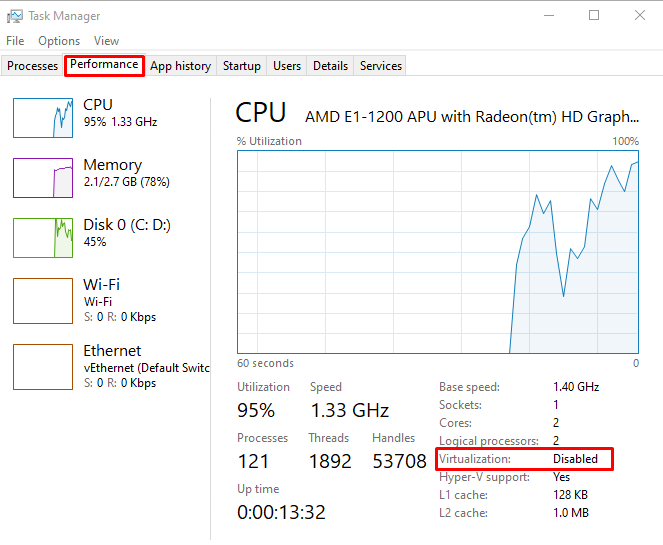 Task Manager
File Options View
Processes Performance App history Startup Users Details Services
CPU
95% 1.33 GHz
Memory
2.1/2.7 GB (78%)
Disk 0 (C: D:)
45%
Wi-Fi
Wi-Fi
S: 0 R: 0 Kbps
Ethernet
vEthernet (Default Switc
S: 0 R: 0 Kbps
CPU AMD E1-1200 APU with Radeon(tm) HD Graph...
% Utilization 100%
60 seconds 0
Utilization Speed
95% 1.33 GHz
Processes Threads Handles
121 1892 53708
Up time
0:00:13:32
Base speed: 1.40 GHz
Sockets: 1
Cores: 2
Logical processors: 2
Virtualization: Disabled
Hyper-V support: Yes
L1 cache: 128 KB
L2 cache: 1.0 MB